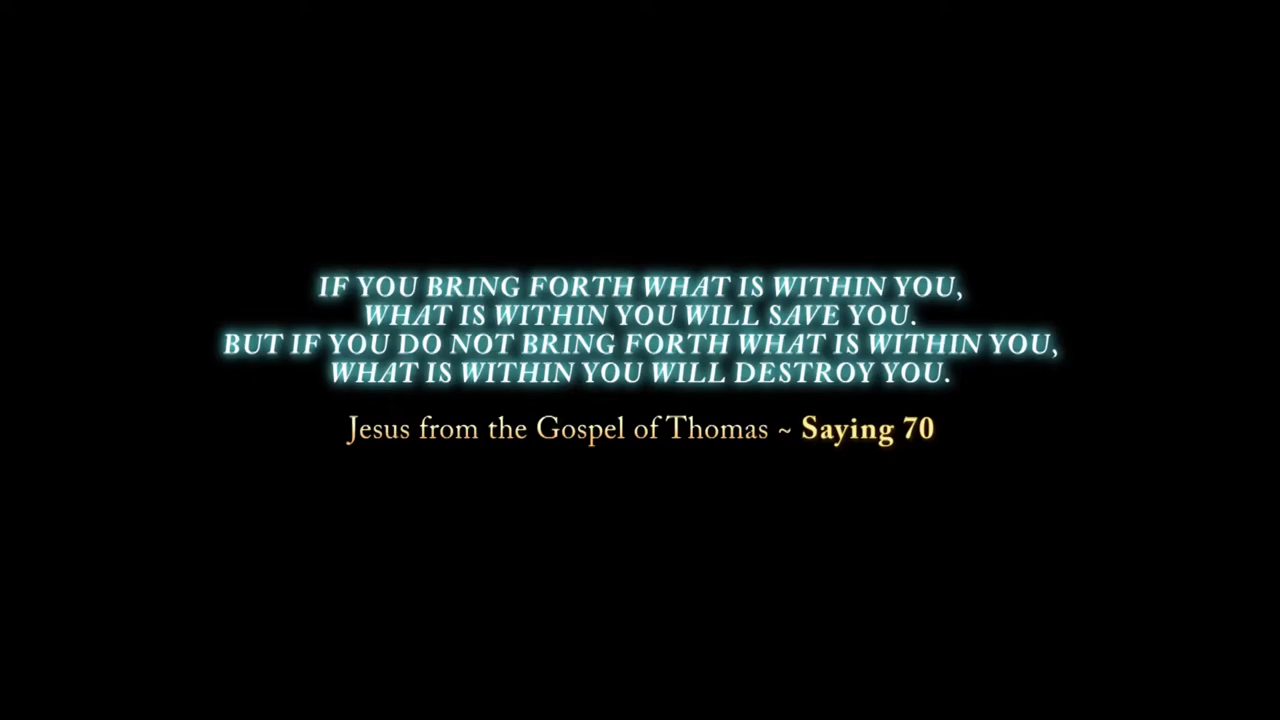 IF YOU BRING FORTH WHAT IS WITHIN YOU,
WHAT IS WITHIN YOU WILL SAVE YOU.
BUT IF YOU DO NOT BRING FORTH WHAT IS WITHIN YOU,
WHAT IS WITHIN YOU WILL DESTROY YOU.
Jesus from the Gospel of Thomas ~ Saying 70